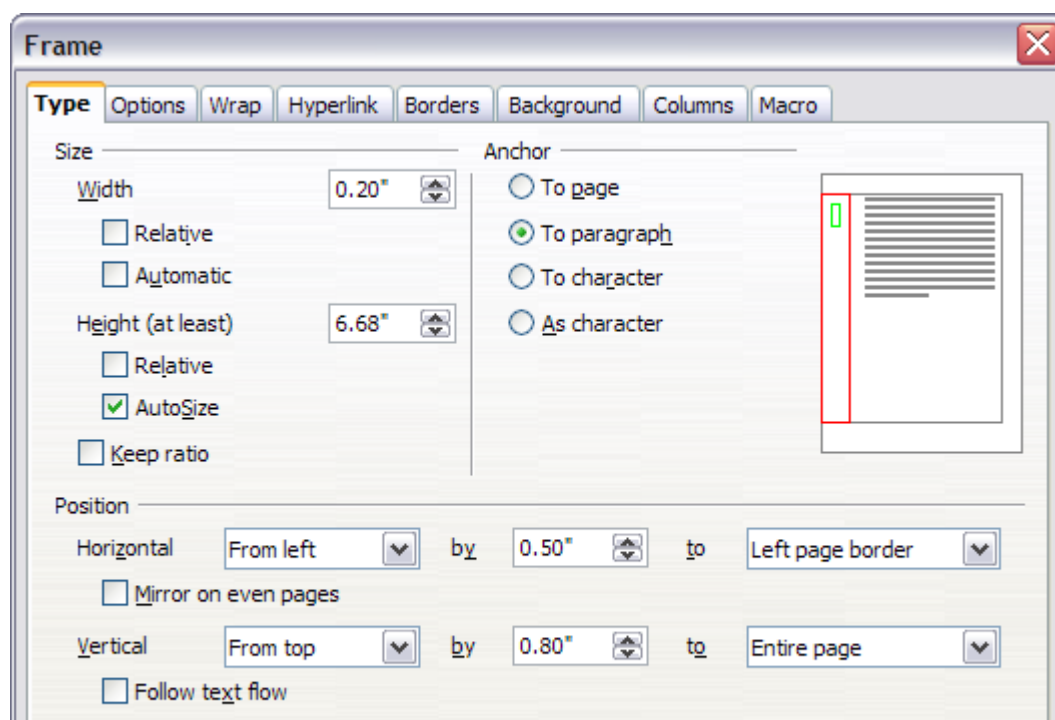 Frame
Type Options Wrap Hyperlink Borders Background Columns Macro
Size Anchor
Width 0.20" To page
Relative To paragraph
Automatic To character
Height (at least) 6.68" As character
Relative
AutoSize
Keep ratio
Position
Horizontal From left by 0.50" to Left page border
Mirror on even pages
Vertical From top by 0.80" to Entire page
Follow text flow